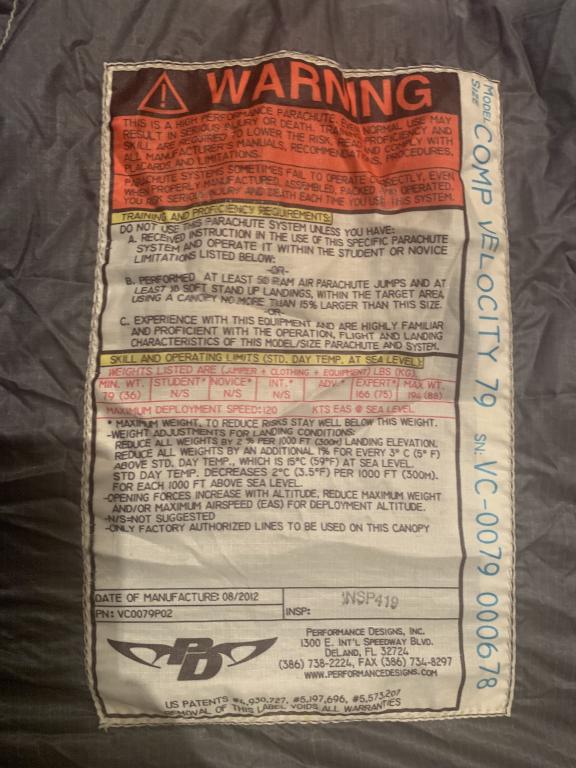 WARNING
THIS IS A HIGH PERFORMANCE PARACHUTE. EVEN NORMAL USE MAY
RESULT IN SERIOUS INJURY OR DEATH. TRAINING, PROFICIENCY AND
SKILL ARE REQUIRED TO LOWER THE RISK. READ AND COMPLY WITH
ALL MANUFACTURER'S MANUALS, RECOMMENDATIONS, PROCEDURES,
PLACARDS AND LIMITATIONS.
PARACHUTE SYSTEMS SOMETIMES FAIL TO OPERATE CORRECTLY, EVEN
WHEN PROPERLY MANUFACTURED, ASSEMBLED, PACKED AND OPERATED.
YOU RISK SERIOUS INJURY AND DEATH EACH TIME YOU USE THIS SYSTEM.
TRAINING AND PROFICIENCY REQUIREMENTS:
DO NOT USE THIS PARACHUTE SYSTEM UNLESS YOU HAVE:
A. RECEIVED INSTRUCTION IN THE USE OF THIS SPECIFIC PARACHUTE
SYSTEM AND OPERATE IT WITHIN THE STUDENT OR NOVICE
LIMITATIONS LISTED BELOW:
-OR-
B. PERFORMED AT LEAST 50 RAM AIR PARACHUTE JUMPS AND AT
LEAST 10 SOFT STAND UP LANDINGS, WITHIN THE TARGET AREA,
USING A CANOPY NO MORE THAN 15% LARGER THAN THIS SIZE.
-OR-
C. EXPERIENCE WITH THIS EQUIPMENT AND ARE HIGHLY FAMILIAR
AND PROFICIENT WITH THE OPERATION, FLIGHT AND LANDING
CHARACTERISTICS OF THIS MODEL/SIZE PARACHUTE AND SYSTEM.
SKILL AND OPERATING LIMITS (STD. DAY TEMP. AT SEA LEVEL):
WEIGHTS LISTED ARE (JUMPER + CLOTHING + EQUIPMENT) LBS (KG).
MIN. WT. STUDENT* NOVICE* INT.* ADV.* EXPERT* MAX WT.
79 (36) N/S N/S N/S N/S 166 (75) 194 (88)
MAXIMUM DEPLOYMENT SPEED: 120 KTS EAS @ SEA LEVEL
* MAXIMUM WEIGHT, TO REDUCE RISKS STAY WELL BELOW THIS WEIGHT.
-WEIGHT ADJUSTMENTS FOR LANDING CONDITIONS:
REDUCE ALL WEIGHTS BY 2 % PER 1000 FT (300m) LANDING ELEVATION.
REDUCE ALL WEIGHTS BY AN ADDITIONAL 1% FOR EVERY 3° C (5° F)
ABOVE STD. DAY TEMP., WHICH IS 15°C (59°F) AT SEA LEVEL.
STD DAY TEMP. DECREASES 2°C (3.5°F) PER 1000 FT (300M).
FOR EACH 1000 FT ABOVE SEA LEVEL.
-OPENING FORCES INCREASE WITH ALTITUDE, REDUCE MAXIMUM WEIGHT
AND/OR MAXIMUM AIRSPEED (EAS) FOR DEPLOYMENT ALTITUDE.
-N/S=NOT SUGGESTED
-ONLY FACTORY AUTHORIZED LINES TO BE USED ON THIS CANOPY
DATE OF MANUFACTURE: 08/2012
PN: VC0079P02
INSP: INSP419
PD
PERFORMANCE DESIGNS, INC.
1300 E. INT'L SPEEDWAY BLVD.
DELAND, FL 32724
(386) 738-2224, FAX (386) 734-8297
WWW.PERFORMANCEDESIGNS.COM
US PATENTS #4,930,727, #5,197,696, #5,573,207
REMOVAL OF THIS LABEL VOIDS ALL WARRANTIES
MODEL
SIZE COMP VELOCITY 79 SN: VC-0079 000678